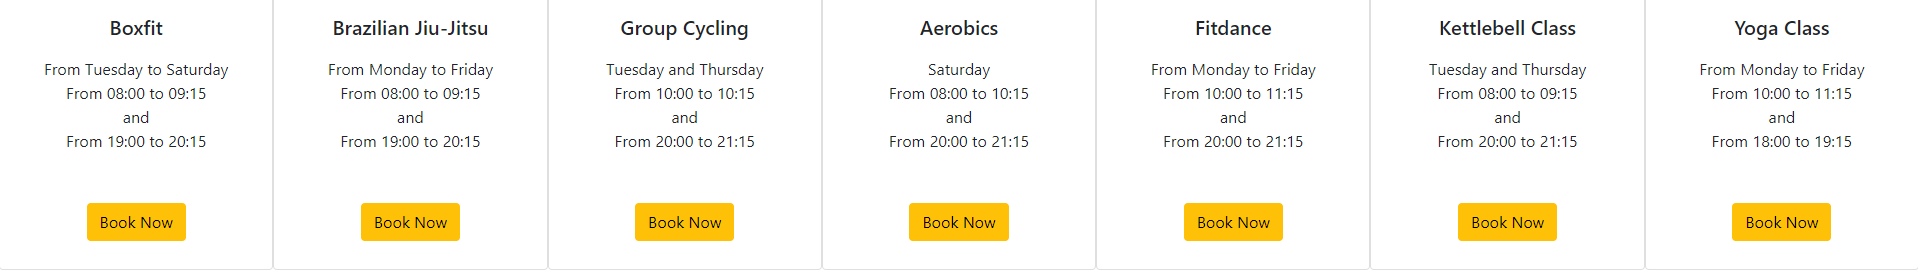 Boxfit
From Tuesday to Saturday
From 08:00 to 09:15
and
From 19:00 to 20:15
Book Now
Brazilian Jiu-Jitsu
From Monday to Friday
From 08:00 to 09:15
and
From 19:00 to 20:15
Book Now
Group Cycling
Tuesday and Thursday
From 10:00 to 10:15
and
From 20:00 to 21:15
Book Now
Aerobics
Saturday
From 08:00 to 10:15
and
From 20:00 to 21:15
Book Now
Fitdance
From Monday to Friday
From 10:00 to 11:15
and
From 20:00 to 21:15
Book Now
Kettlebell Class
Tuesday and Thursday
From 08:00 to 09:15
and
From 20:00 to 21:15
Book Now
Yoga Class
From Monday to Friday
From 10:00 to 11:15
and
From 18:00 to 19:15
Book Now